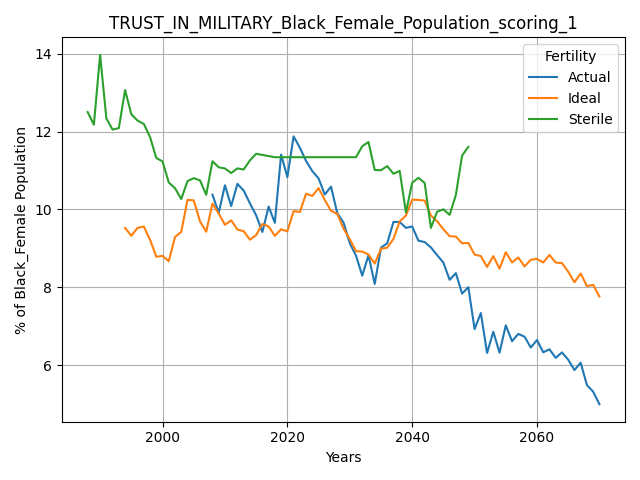 TRUST_IN_MILITARY_Black_Female_Population_scoring_1
Fertility
Actual
Ideal
Sterile
% of Black_Female Population
14
12
10
8
6
2000
2020
2040
2060
Years